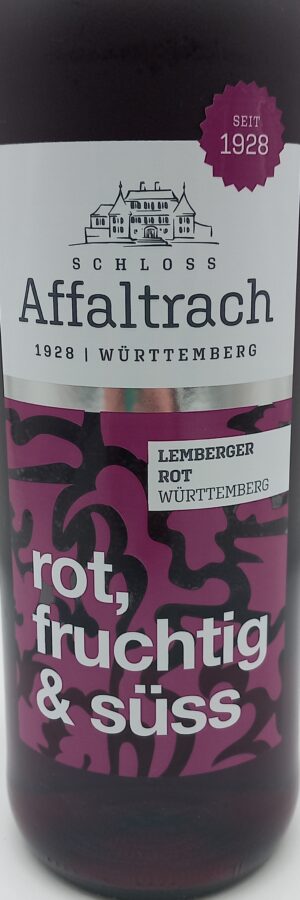 SEIT
1928
SCHLOSS
Affaltrach
1928 | WÜRTTEMBERG
LEMBERGER
ROT
WÜRTTEMBERG
rot,
fruchtig
& süss